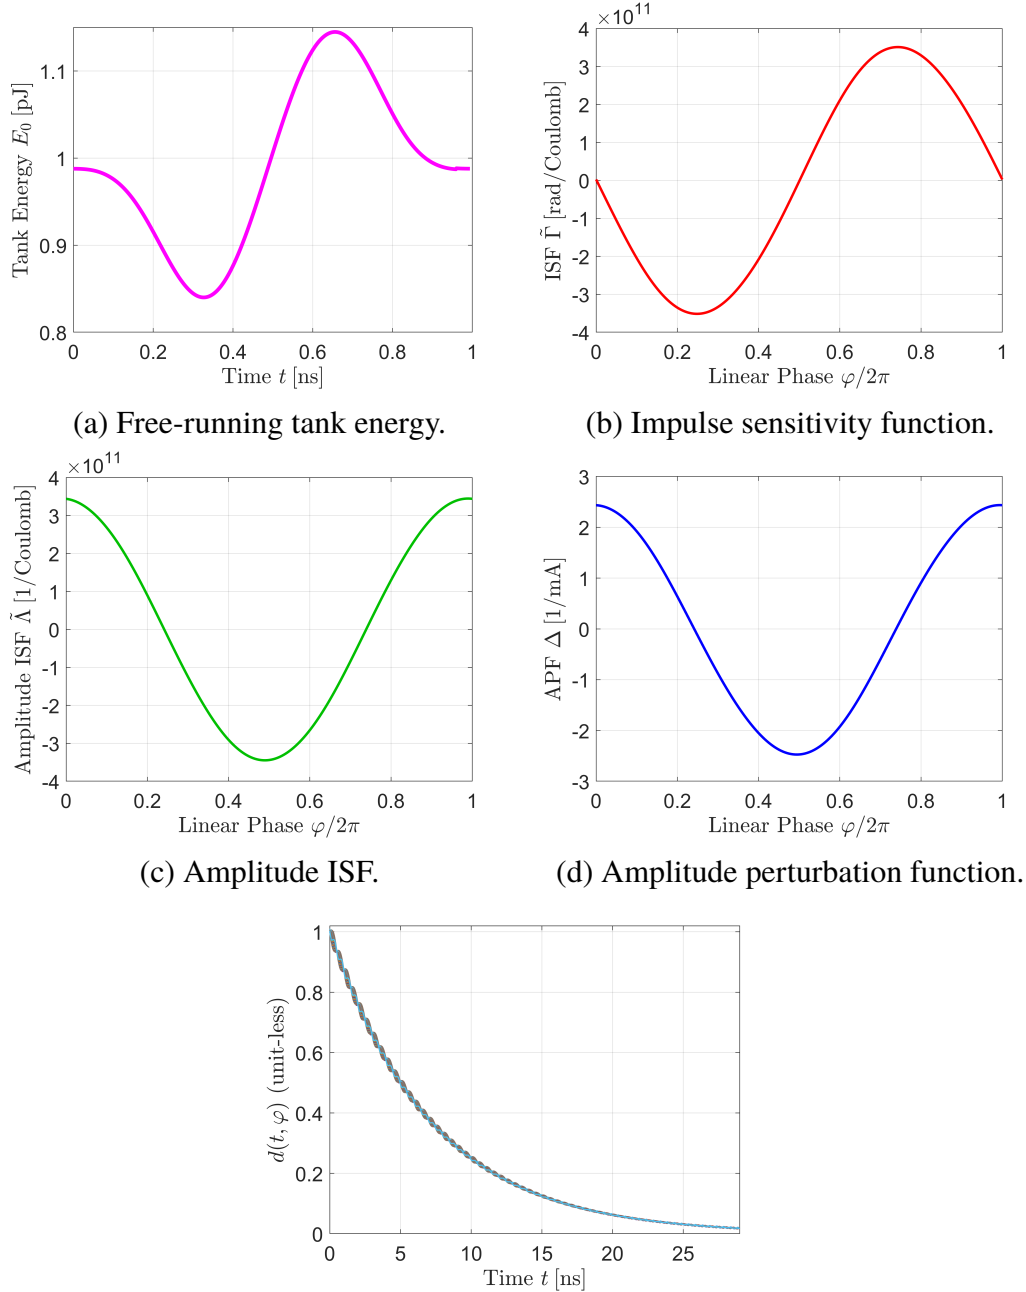 1.1
1
0.9
0.8
0 0.2 0.4 0.6 0.8 1
Tank Energy E₀ [pJ]
Time t [ns]
(a) Free-running tank energy.
×10¹¹
4
3
2
1
0
-1
-2
-3
-4
0 0.2 0.4 0.6 0.8 1
ISF Γ̃ [rad/Coulomb]
Linear Phase φ/2π
(b) Impulse sensitivity function.
×10¹¹
4
3
2
1
0
-1
-2
-3
-4
0 0.2 0.4 0.6 0.8 1
Amplitude ISF Λ̃ [1/Coulomb]
Linear Phase φ/2π
(c) Amplitude ISF.
3
2
1
0
-1
-2
-3
0 0.2 0.4 0.6 0.8 1
APF Δ [1/mA]
Linear Phase φ/2π
(d) Amplitude perturbation function.
1
0.8
0.6
0.4
0.2
0
0 5 10 15 20 25
d(t, φ) (unit-less)
Time t [ns]